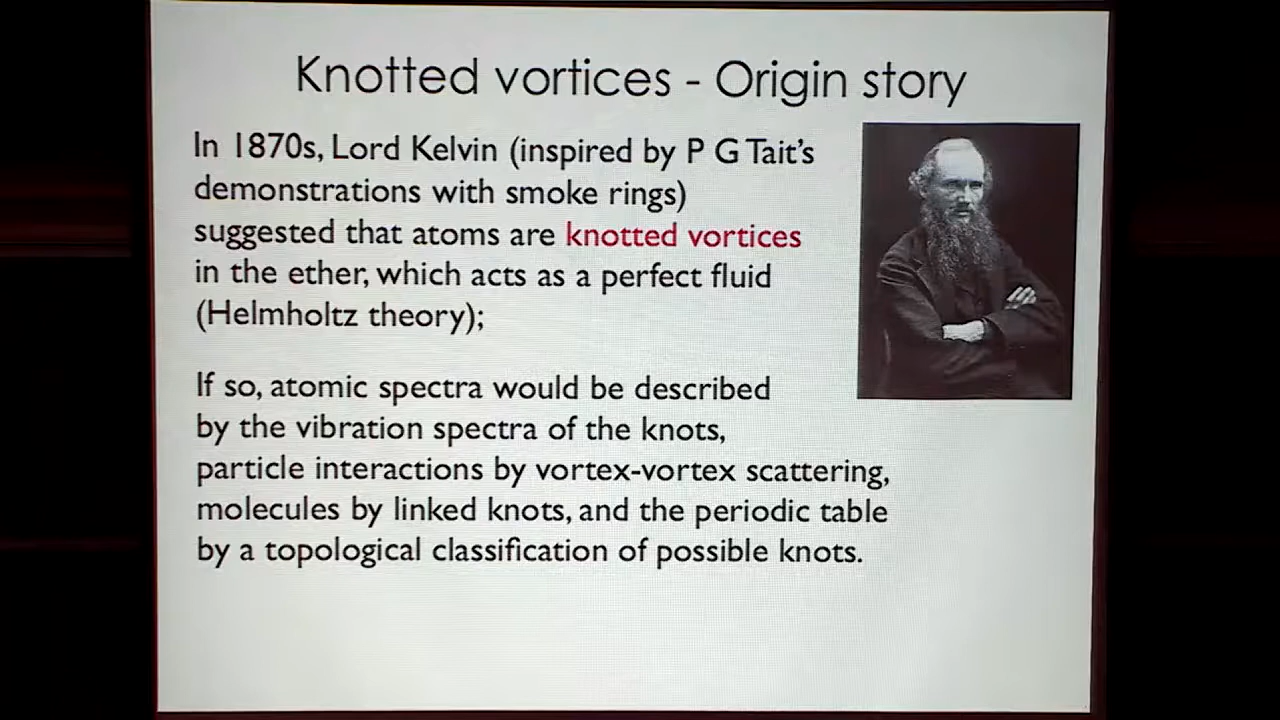 Knotted vortices - Origin story
In 1870s, Lord Kelvin (inspired by P G Tait's
demonstrations with smoke rings)
suggested that atoms are knotted vortices
in the ether, which acts as a perfect fluid
(Helmholtz theory);
If so, atomic spectra would be described
by the vibration spectra of the knots,
particle interactions by vortex-vortex scattering,
molecules by linked knots, and the periodic table
by a topological classification of possible knots.